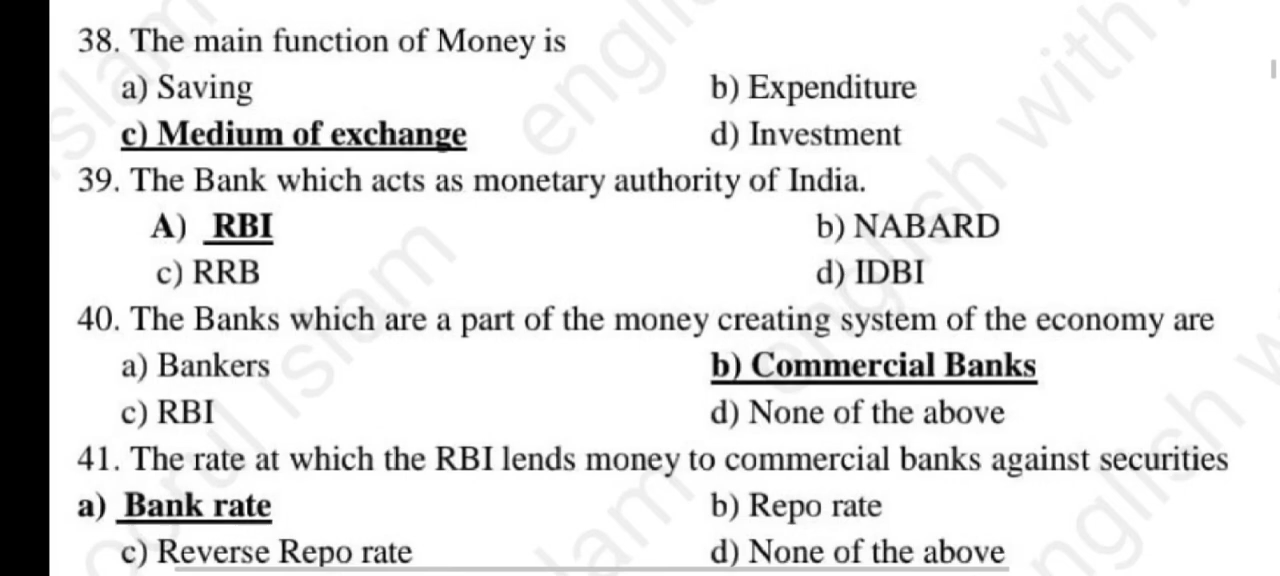 38. The main function of Money is
a) Saving b) Expenditure
c) Medium of exchange d) Investment
39. The Bank which acts as monetary authority of India.
A) RBI b) NABARD
c) RRB d) IDBI
40. The Banks which are a part of the money creating system of the economy are
a) Bankers b) Commercial Banks
c) RBI d) None of the above
41. The rate at which the RBI lends money to commercial banks against securities
a) Bank rate b) Repo rate
c) Reverse Repo rate d) None of the above